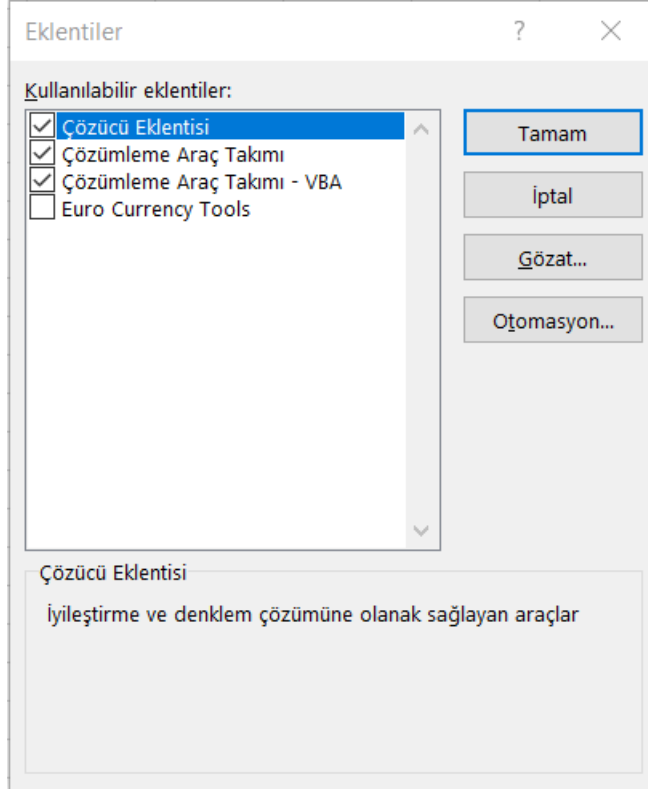 Eklentiler
Kullanılabilir eklentiler:
Çözücü Eklentisi
Çözümleme Araç Takımı
Çözümleme Araç Takımı - VBA
Euro Currency Tools
Tamam
İptal
Gözat...
Otomasyon...
Çözücü Eklentisi
İyileştirme ve denklem çözümüne olanak sağlayan araçlar